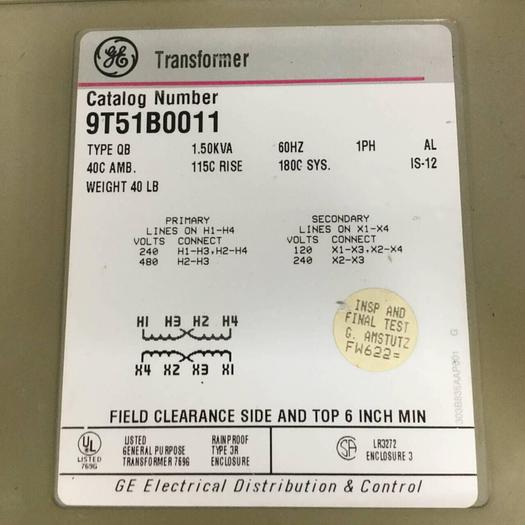 GE Transformer
Catalog Number
9T51B0011
TYPE QB 1.50KVA 60HZ 1PH AL
40C AMB. 115C RISE 180C SYS. IS-12
WEIGHT 40 LB
PRIMARY
LINES ON H1-H4
VOLTS CONNECT
240 H1-H3,H2-H4
480 H2-H3
SECONDARY
LINES ON X1-X4
VOLTS CONNECT
120 X1-X3,X2-X4
240 X2-X3
INSP AND
FINAL TEST
G. AMSTUTZ
FW622=
H1 H3 H2 H4
X4 X2 X3 X1
G
FIELD CLEARANCE SIDE AND TOP 6 INCH MIN
UL
LISTED
769G
LISTED
GENERAL PURPOSE
TRANSFORMER 7696
RAINPROOF
TYPE 3R
ENCLOSURE
SA
LR3272
ENCLOSURE 3
GE Electrical Distribution & Control